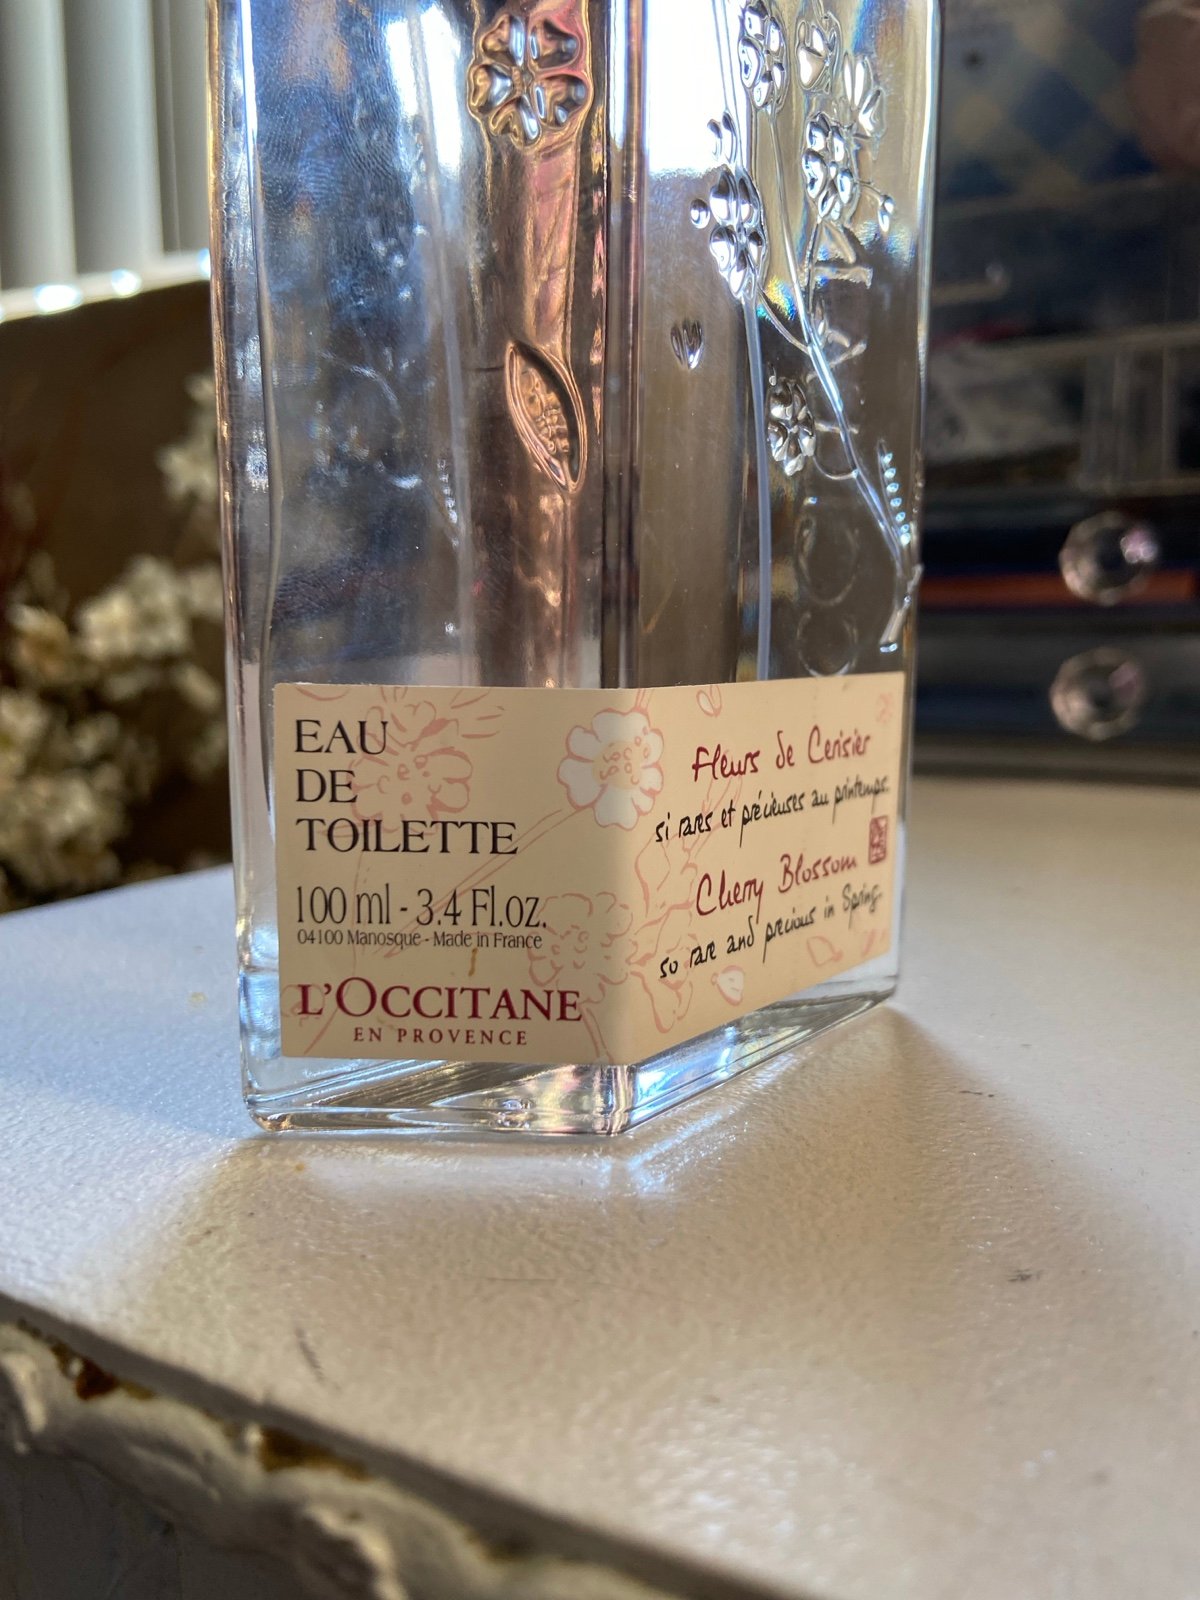 EAU
DE
TOILETTE
100 ml - 3.4 Fl.oz.
04100 Manosque - Made in France
L'OCCITANE
EN PROVENCE
Fleurs de Cerisier
si rares et précieuses au printemps.
Cherry Blossom
so rare and precious in Spring.